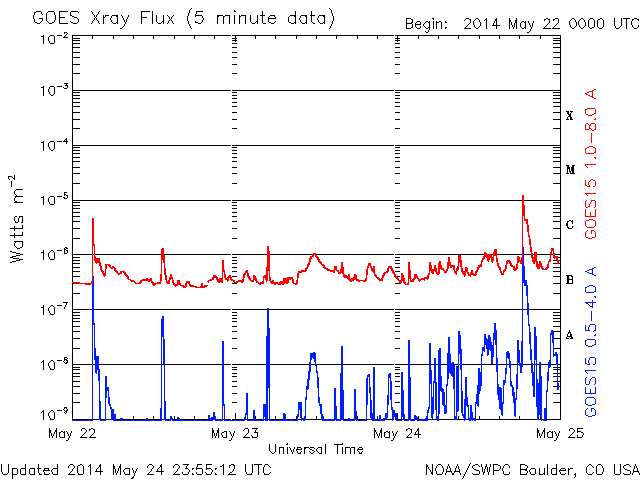 GOES Xray Flux (5 minute data)
Begin: 2014 May 22 0000 UTC
10⁻²
10⁻³
10⁻⁴
10⁻⁵
10⁻⁶
10⁻⁷
10⁻⁸
10⁻⁹
Watts m⁻²
X
M
C
B
A
GOES15 1.0-8.0 A
GOES15 0.5-4.0 A
May 22
May 23
May 24
May 25
Universal Time
Updated 2014 May 24 23:55:12 UTC
NOAA/SWPC Boulder, CO USA